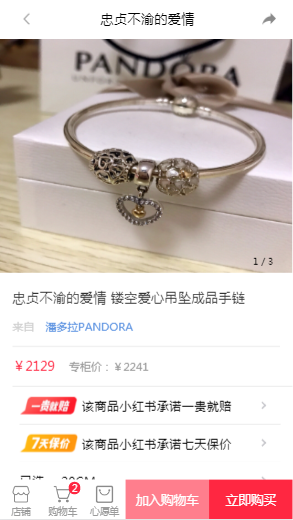 忠贞不渝的爱情
PANDORA
1 / 3
忠贞不渝的爱情 镂空爱心吊坠成品手链
来自 潘多拉PANDORA
￥2129 专柜价：￥2241
一贵就赔 该商品小红书承诺一贵就赔
7天保价 该商品小红书承诺七天保价
店铺
购物车
2
心愿单
加入购物车
立即购买